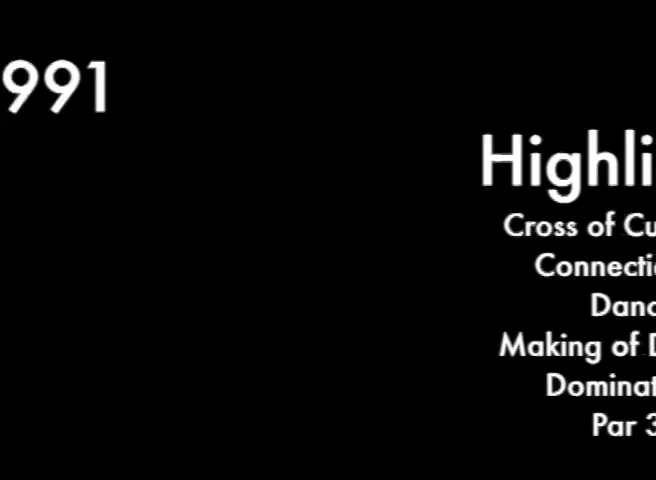 991
Highli
Cross of Cu
Connecti
Danc
Making of D
Dominat
Par 3